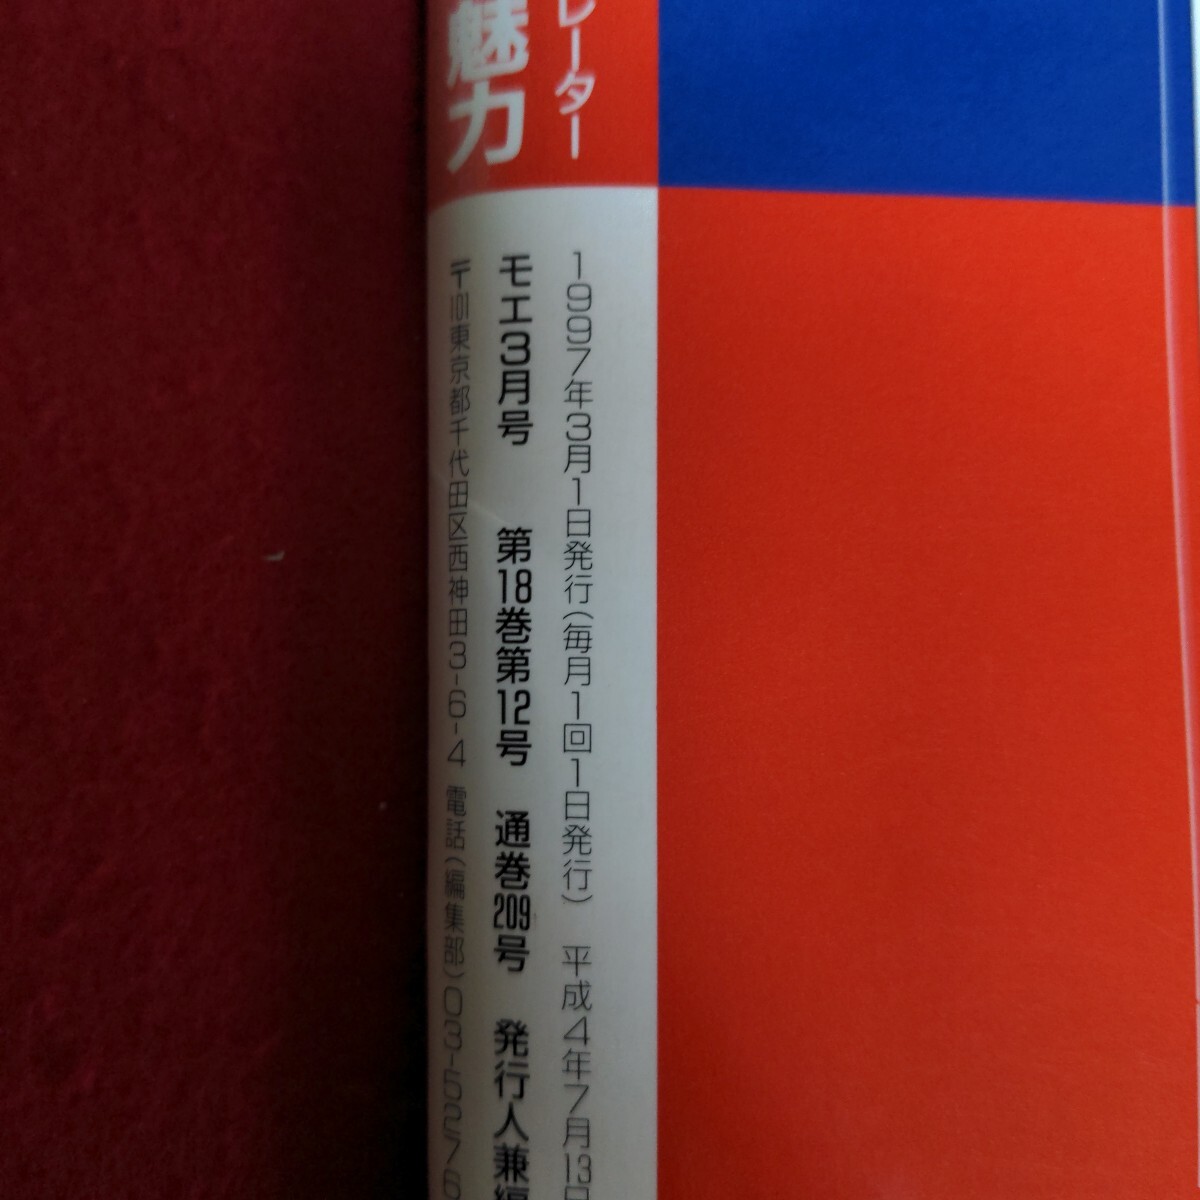 レーター
魅力
1997年3月1日発行(毎月1回1日発行) 平成4年7月13日
モエ3月号 第18巻第12号 通巻209号 発行人兼編
〒101東京都千代田区西神田3-6-4 電話(編集部)03-5276